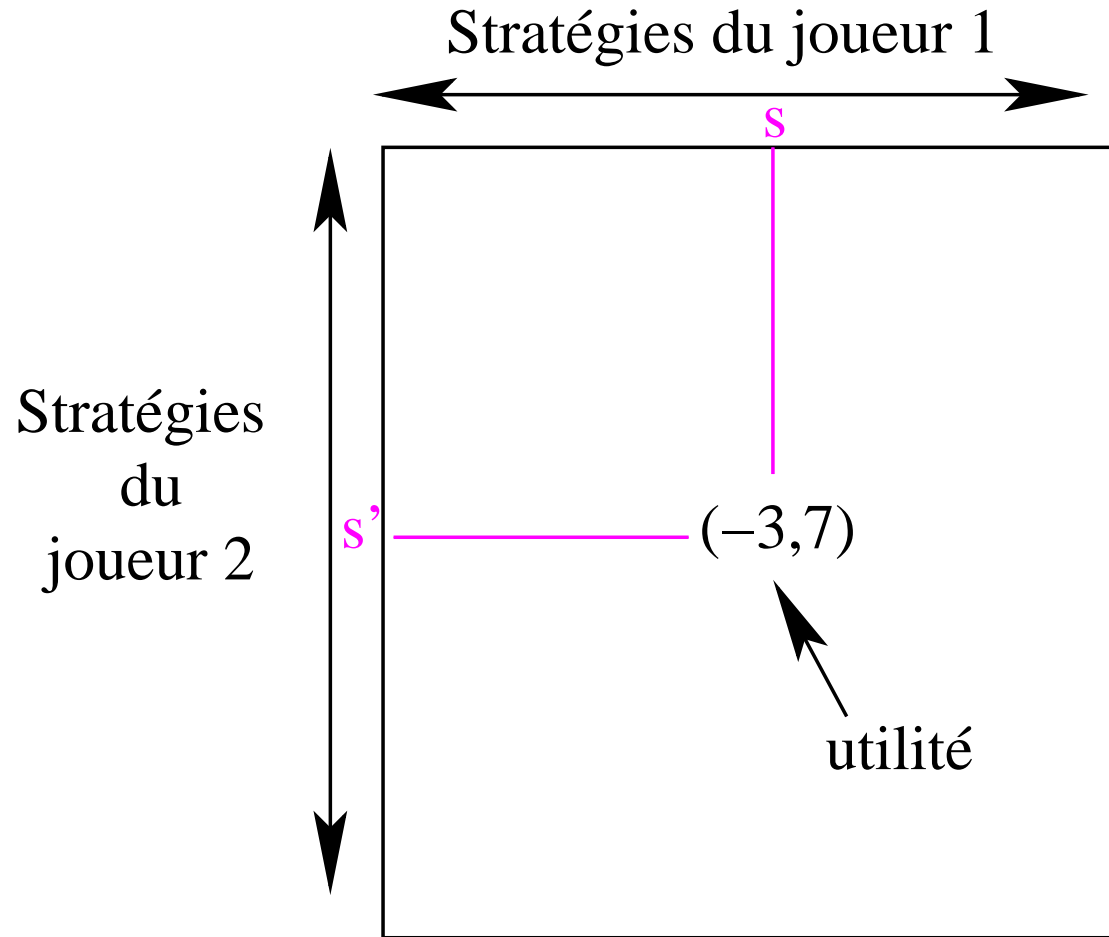 Stratégies du joueur 1
s
Stratégies
du
joueur 2
s’
(−3,7)
utilité